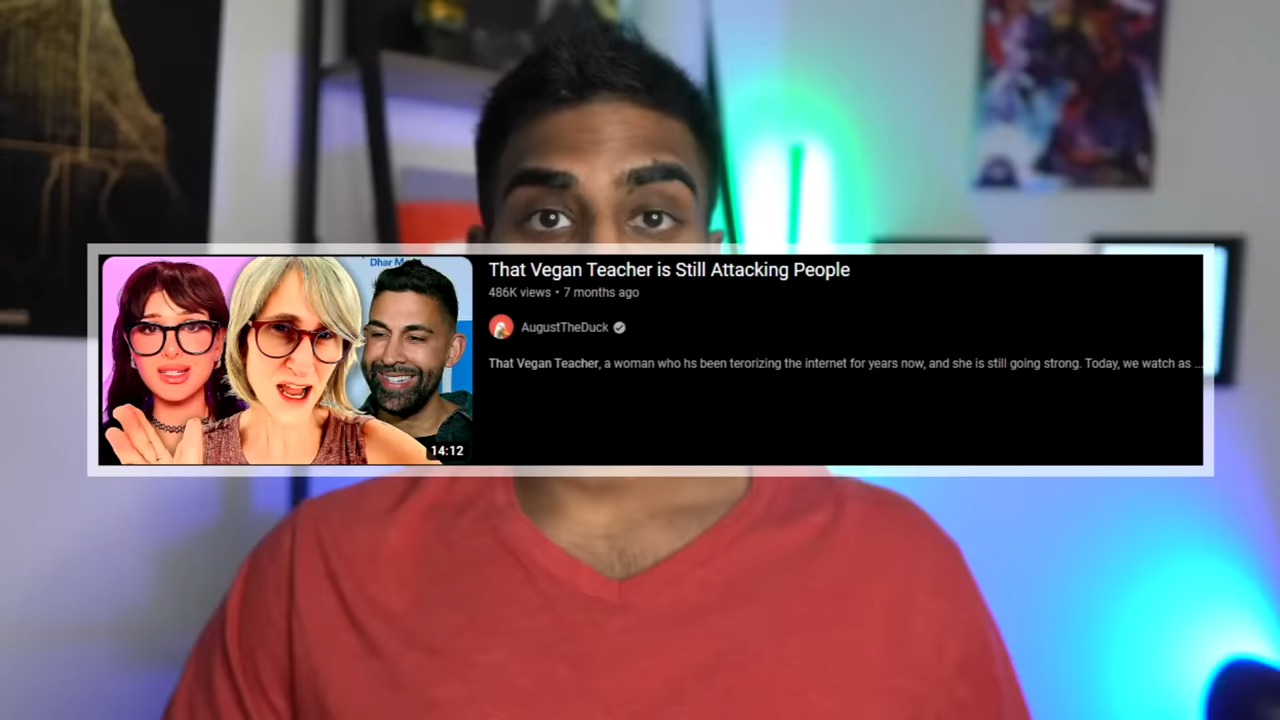 Dhar M
14:12
That Vegan Teacher is Still Attacking People
486K views • 7 months ago
AugustTheDuck
That Vegan Teacher, a woman who hs been terorizing the internet for years now, and she is still going strong. Today, we watch as ...